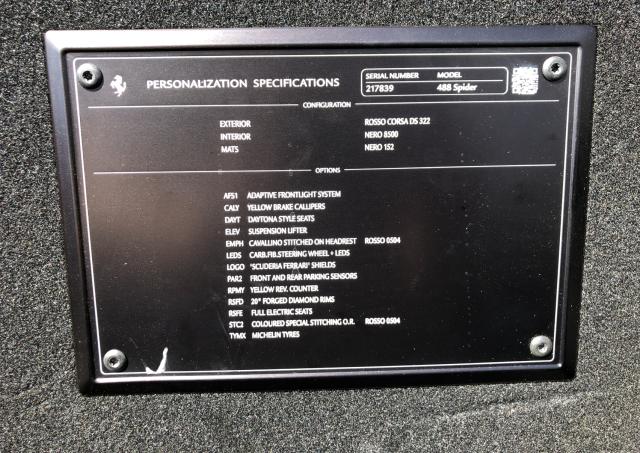 PERSONALIZATION SPECIFICATIONS
SERIAL NUMBER MODEL
217839 488 Spider
CONFIGURATION
EXTERIOR ROSSO CORSA DS 322
INTERIOR NERO 8500
MATS NERO 152
OPTIONS
AFS1 ADAPTIVE FRONTLIGHT SYSTEM
CALY YELLOW BRAKE CALLIPERS
DAYT DAYTONA STYLE SEATS
ELEV SUSPENSION LIFTER
EMPH CAVALLINO STITCHED ON HEADREST ROSSO 0504
LEDS CARB.FIB.STEERING WHEEL + LEDS
LOGO "SCUDERIA FERRARI" SHIELDS
PAR2 FRONT AND REAR PARKING SENSORS
RPMY YELLOW REV. COUNTER
RSFD 20" FORGED DIAMOND RIMS
RSFE FULL ELECTRIC SEATS
STC2 COLOURED SPECIAL STITCHING O.R. ROSSO 0504
TYMX MICHELIN TYRES